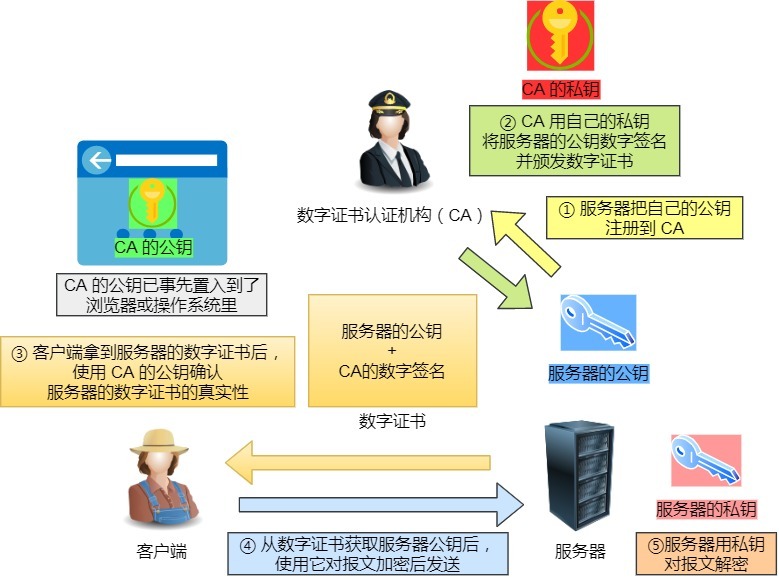 CA 的私钥
② CA 用自己的私钥
将服务器的公钥数字签名
并颁发数字证书
数字证书认证机构（CA）
① 服务器把自己的公钥
注册到 CA
CA 的公钥
CA 的公钥已事先置入到了
浏览器或操作系统里
服务器的公钥
+
CA的数字签名
数字证书
服务器的公钥
③ 客户端拿到服务器的数字证书后，
使用 CA 的公钥确认
服务器的数字证书的真实性
服务器的私钥
客户端
④ 从数字证书获取服务器公钥后，
使用它对报文加密后发送
服务器
⑤服务器用私钥
对报文解密